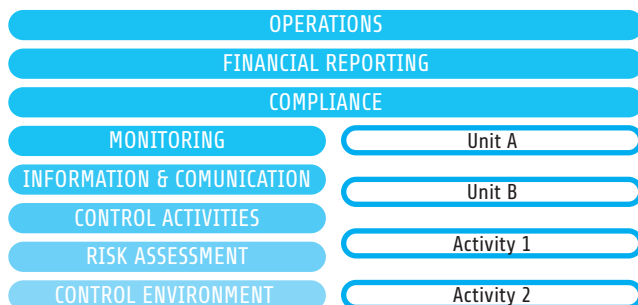 OPERATIONS
FINANCIAL REPORTING
COMPLIANCE
MONITORING
INFORMATION & COMUNICATION
CONTROL ACTIVITIES
RISK ASSESSMENT
CONTROL ENVIRONMENT
Unit A
Unit B
Activity 1
Activity 2